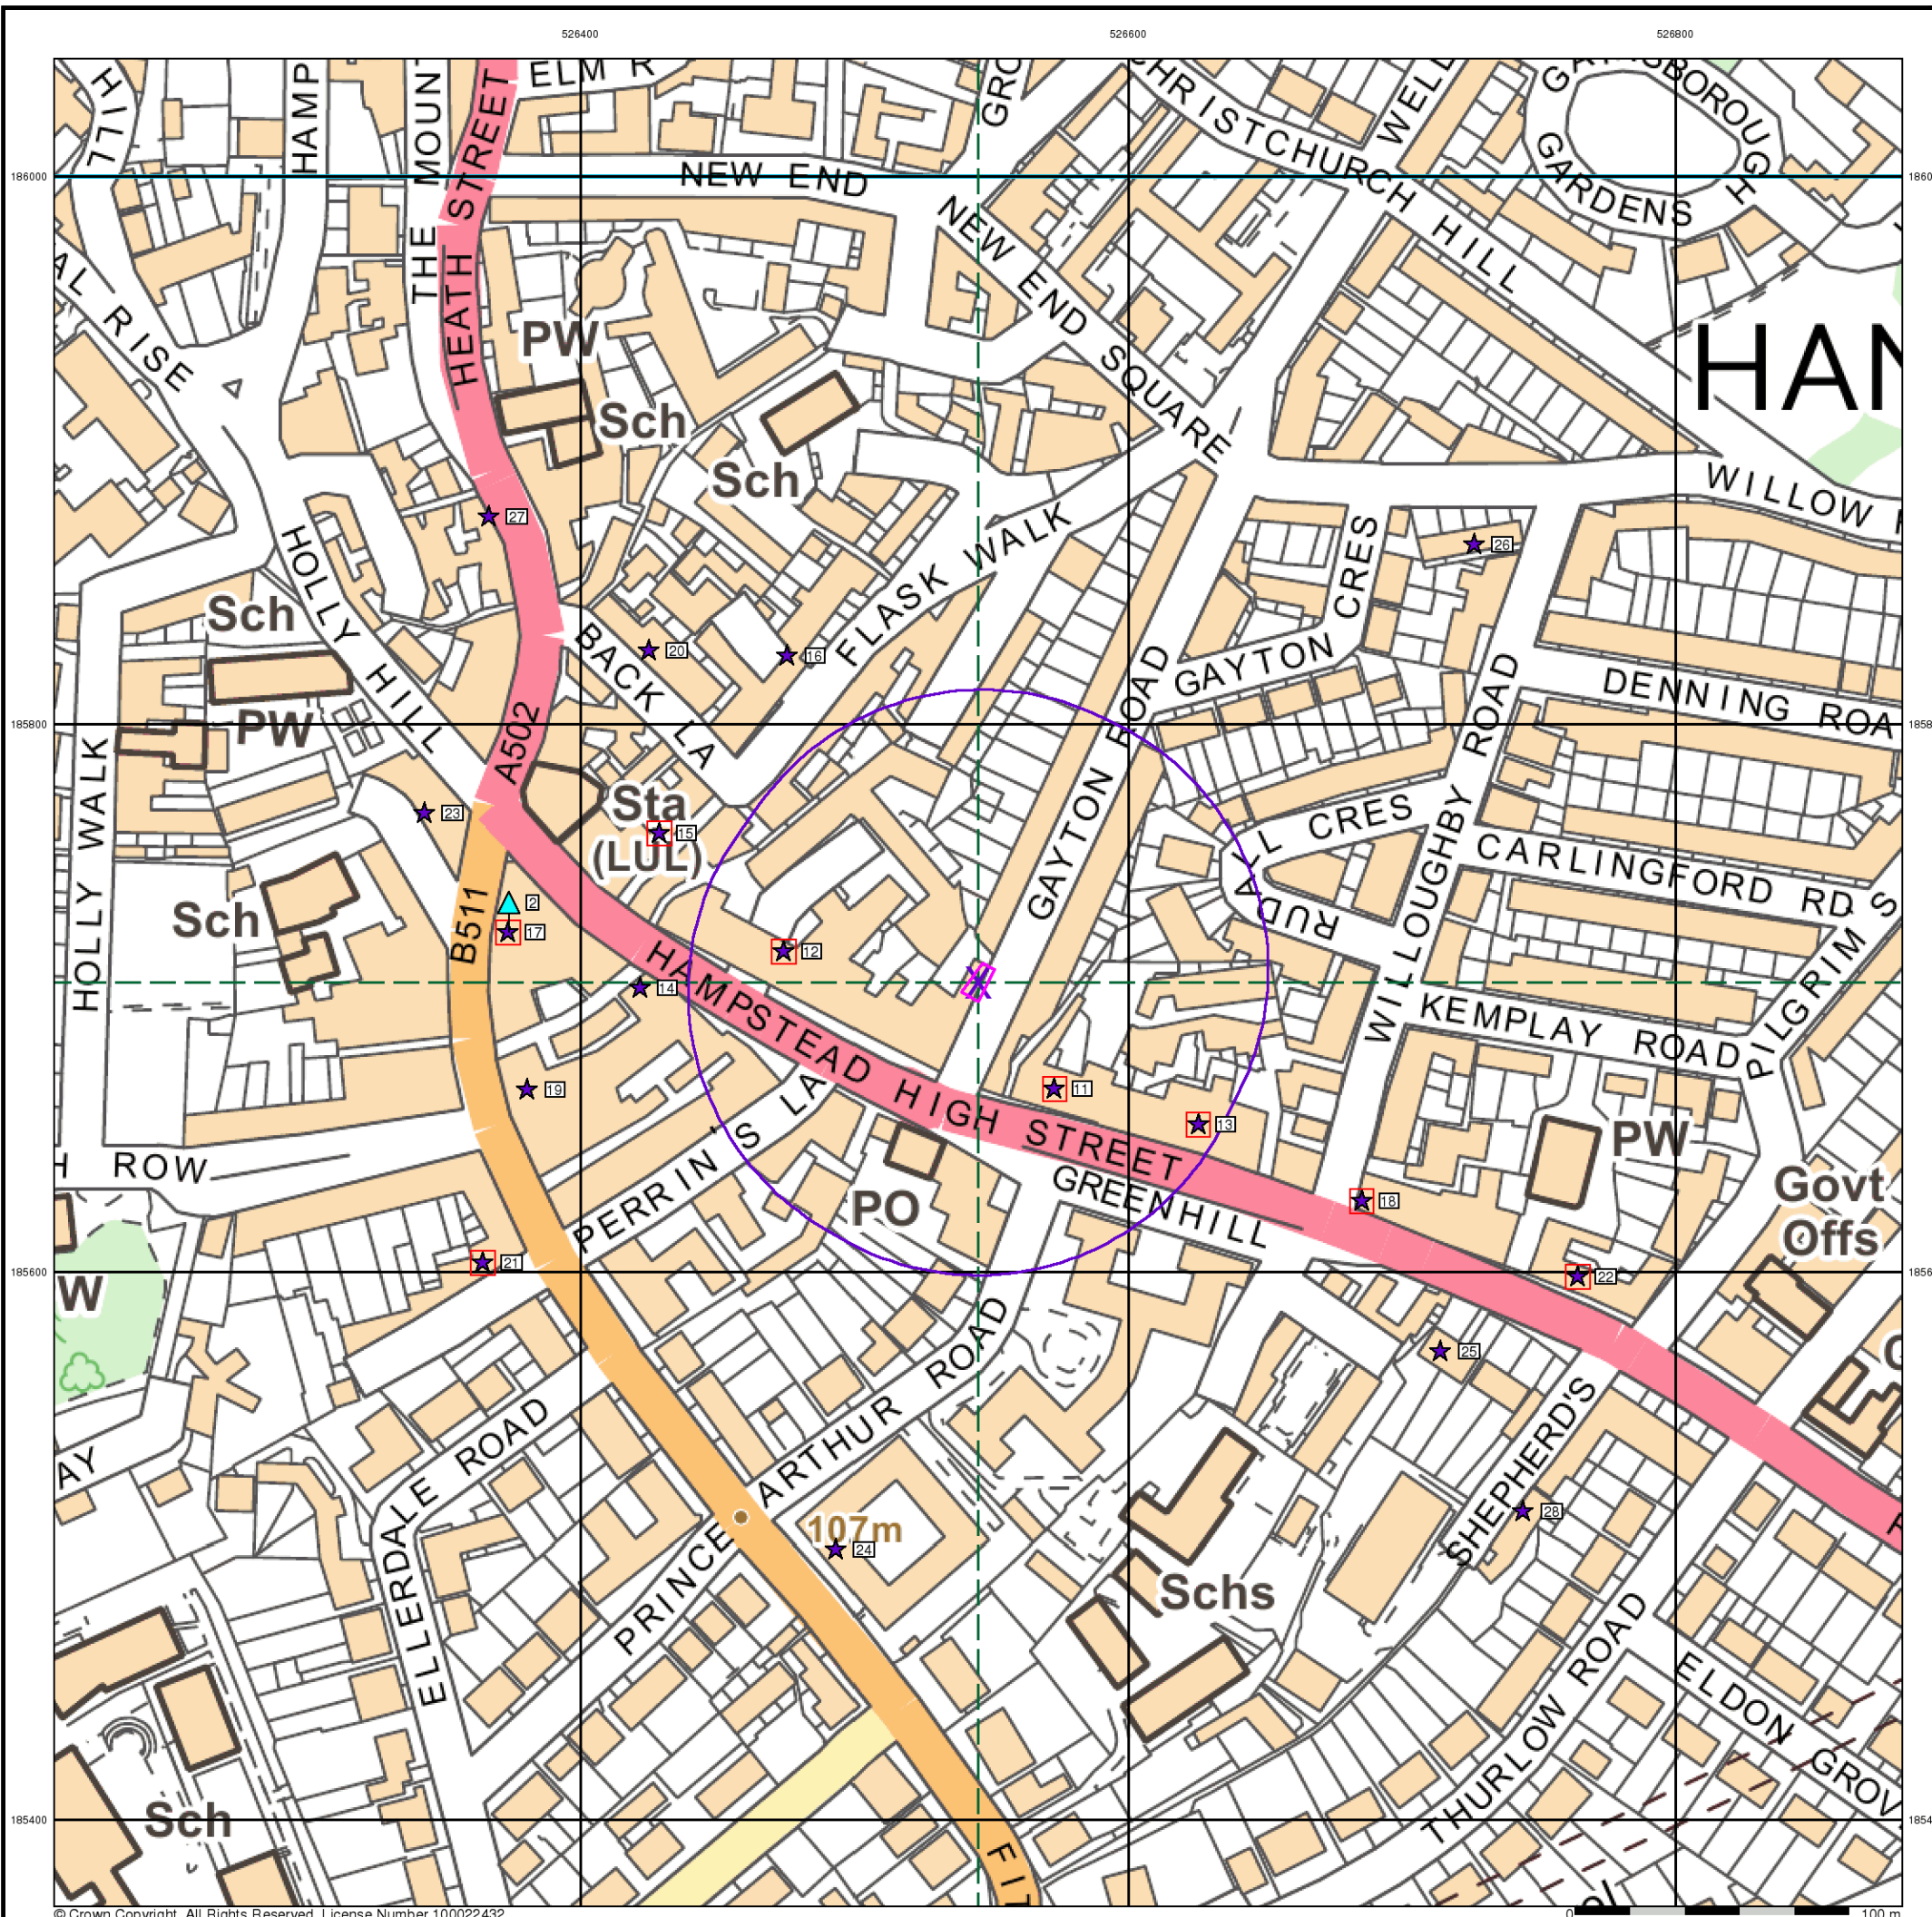 526400 526600 526800
HILL
HAMP
THE MOUNT
HEATH STREET
ELM R
GRO
CHRISTCHURCH HILL
WELL
GAINSBOROUGH
GARDENS
186000
NEW END
NEW END SQUARE
AL RISE
PW
Sch
Sch
HAN
WILLOW
27
26
HOLLY HILL
FLASK WALK
CRES
GAYTON
Sch
PW
BACK LA
20
16
GAYTON ROAD
WILLOUGHBY ROAD
DENNING ROA
185800
A502
HOLLY WALK
23
Sta
(LUL)
15
RUDALL CRES
CARLINGFORD RD
PILGRIM'S
Sch
B511
2
17
12
14
HAMPSTEAD HIGH STREET
KEMPLAY ROAD
19
11
13
H ROW
PERRIN'S LA
GREENHILL
PO
PW
Govt
Offs
18
21
22
W
185600
25
ARTHUR ROAD
ELLERDALE ROAD
AY
SHEPHERD'S
28
107m
24
PRINCE
Schs
THURLOW ROAD
ELDON GROV
Sch
185400
FIT
© Crown Copyright. All Rights Reserved. License Number 100022432
0 100 m